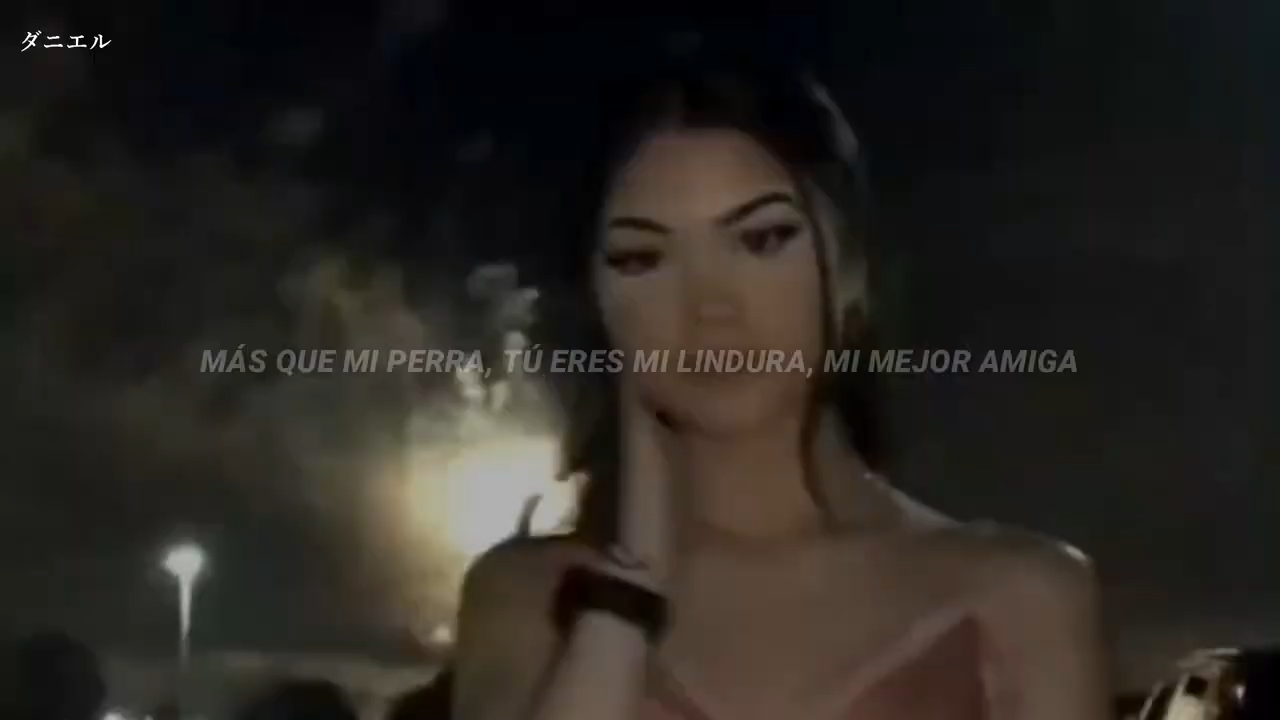 ダニエル
MÁS QUE MI PERRA, TÚ ERES MI LINDURA, MI MEJOR AMIGA